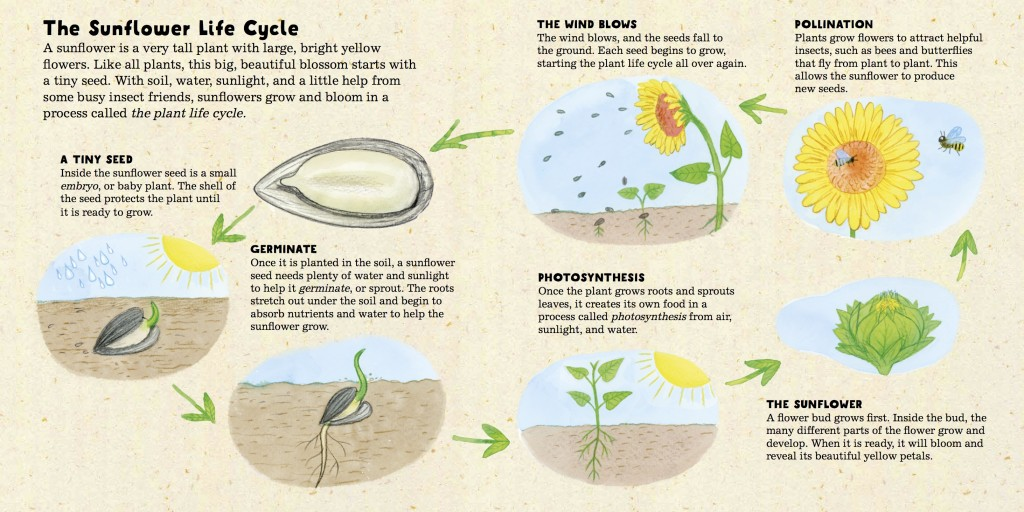 The Sunflower Life Cycle
A sunflower is a very tall plant with large, bright yellow
flowers. Like all plants, this big, beautiful blossom starts with
a tiny seed. With soil, water, sunlight, and a little help from
some busy insect friends, sunflowers grow and bloom in a
process called the plant life cycle.
A TINY SEED
Inside the sunflower seed is a small
embryo, or baby plant. The shell of
the seed protects the plant until
it is ready to grow.
GERMINATE
Once it is planted in the soil, a sunflower
seed needs plenty of water and sunlight
to help it germinate, or sprout. The roots
stretch out under the soil and begin to
absorb nutrients and water to help the
sunflower grow.
PHOTOSYNTHESIS
Once the plant grows roots and sprouts
leaves, it creates its own food in a
process called photosynthesis from air,
sunlight, and water.
THE SUNFLOWER
A flower bud grows first. Inside the bud, the
many different parts of the flower grow and
develop. When it is ready, it will bloom and
reveal its beautiful yellow petals.
POLLINATION
Plants grow flowers to attract helpful
insects, such as bees and butterflies
that fly from plant to plant. This
allows the sunflower to produce
new seeds.
THE WIND BLOWS
The wind blows, and the seeds fall to
the ground. Each seed begins to grow,
starting the plant life cycle all over again.